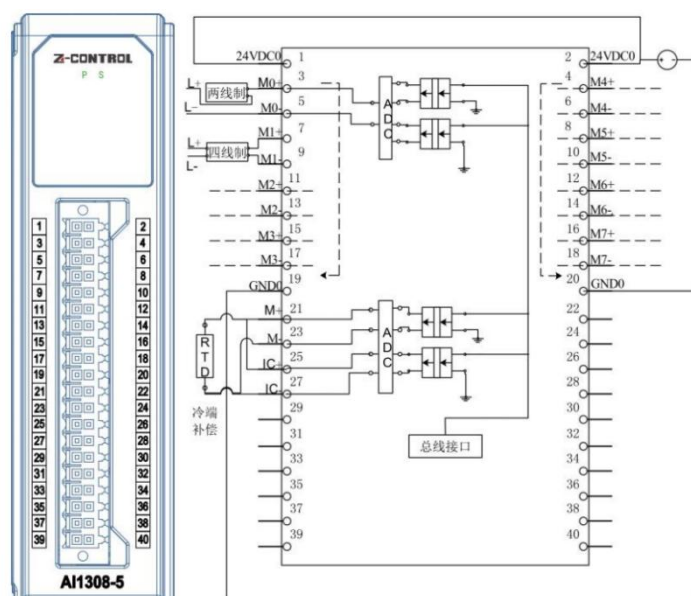 Z-CONTROL
P S
1 2
3 4
5 6
7 8
9 10
11 12
13 14
15 16
17 18
19 20
21 22
23 24
25 26
27 28
29 30
31 32
33 34
35 36
37 38
39 40
AI1308-5
24VDC0 1
L+ 两线制 M0+ 3
L- M0- 5
L+ 四线制 M1+ 7
L- M1- 9
M2+ 11
M2- 13
M3+ 15
M3- 17
GND0 19
M+ 21
M- 23
IC+ 25
IC- 27
RTD
冷端
补偿
29
31
33
35
37
39
ADC
ADC
总线接口
2 24VDC0
4 M4+
6 M4-
8 M5+
10 M5-
12 M6+
14 M6-
16 M7+
18 M7-
20 GND0
22
24
26
28
30
32
34
36
38
40